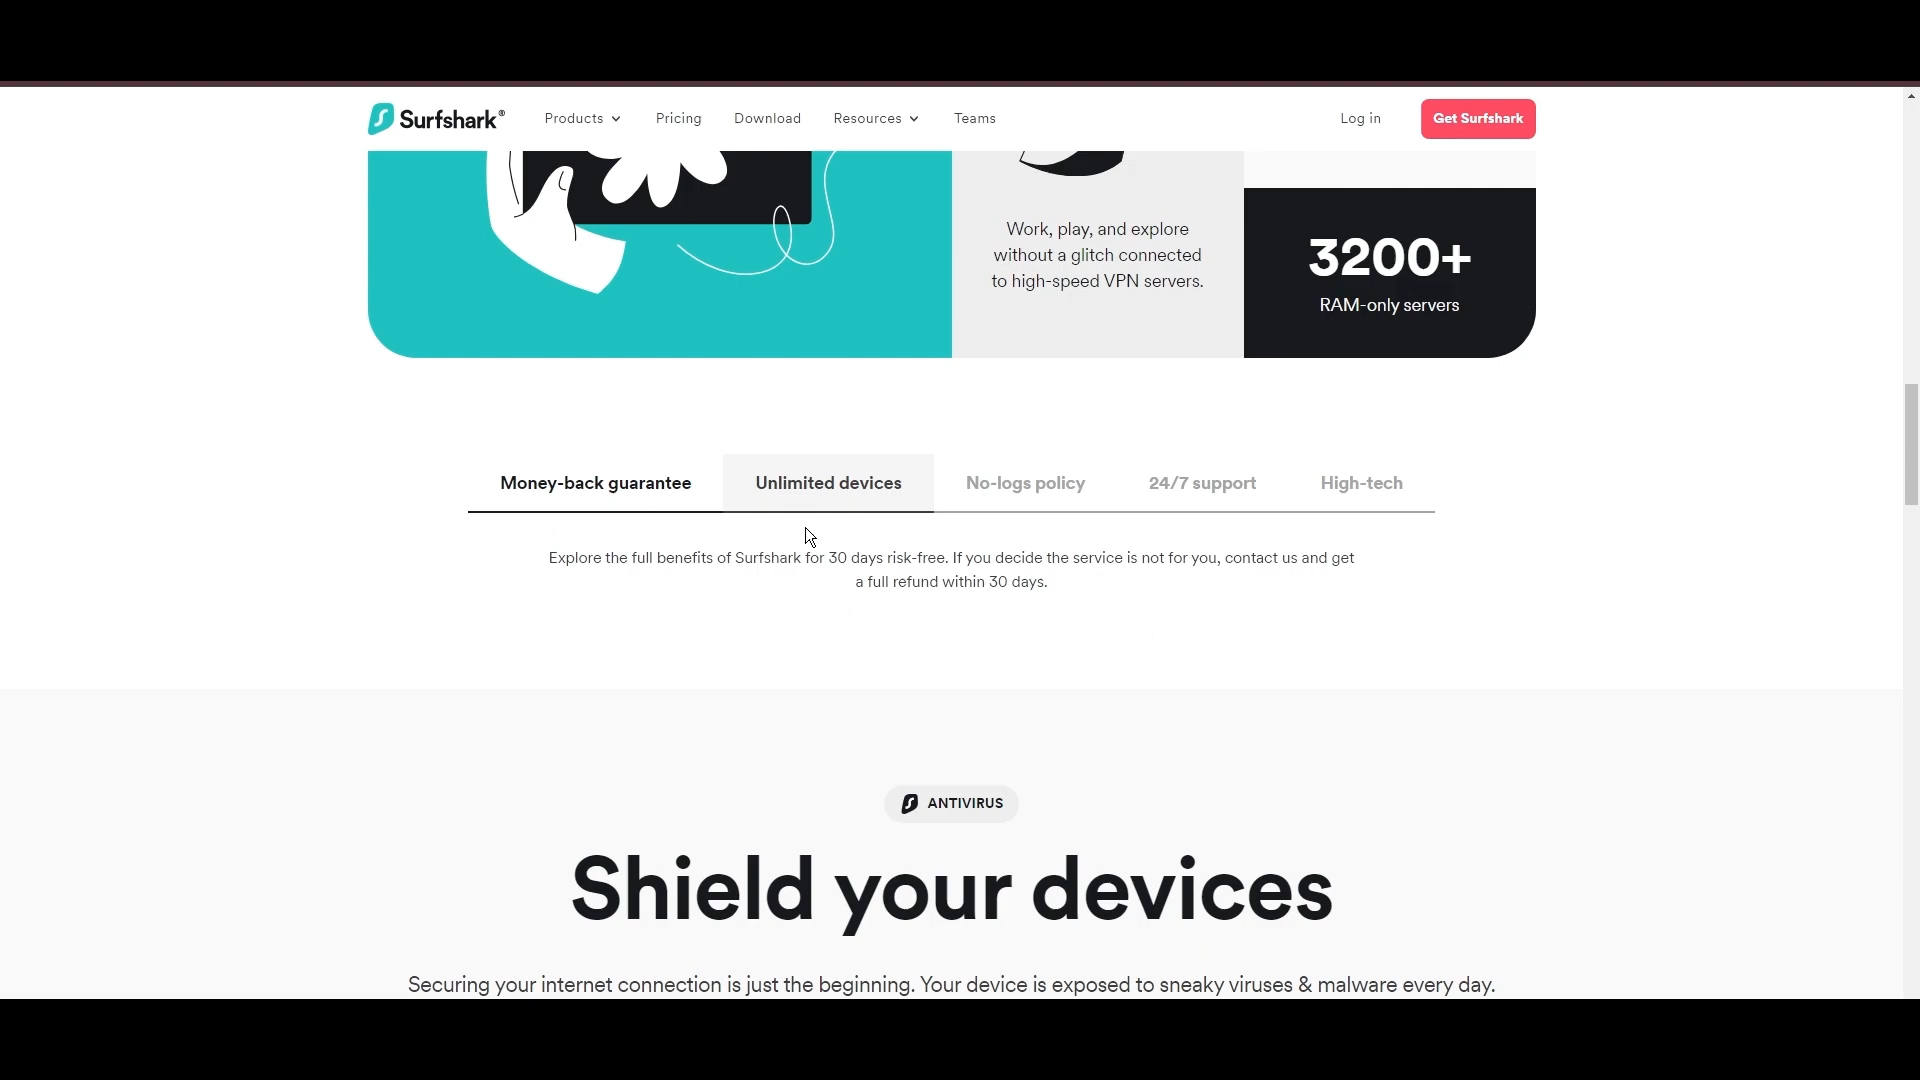 Surfshark®
Products
Pricing
Download
Resources
Teams
Log in
Get Surfshark
Work, play, and explore
without a glitch connected
to high-speed VPN servers.
3200+
RAM-only servers
Money-back guarantee
Unlimited devices
No-logs policy
24/7 support
High-tech
Explore the full benefits of Surfshark for 30 days risk-free. If you decide the service is not for you, contact us and get
a full refund within 30 days.
ANTIVIRUS
Shield your devices
Securing your internet connection is just the beginning. Your device is exposed to sneaky viruses & malware every day.